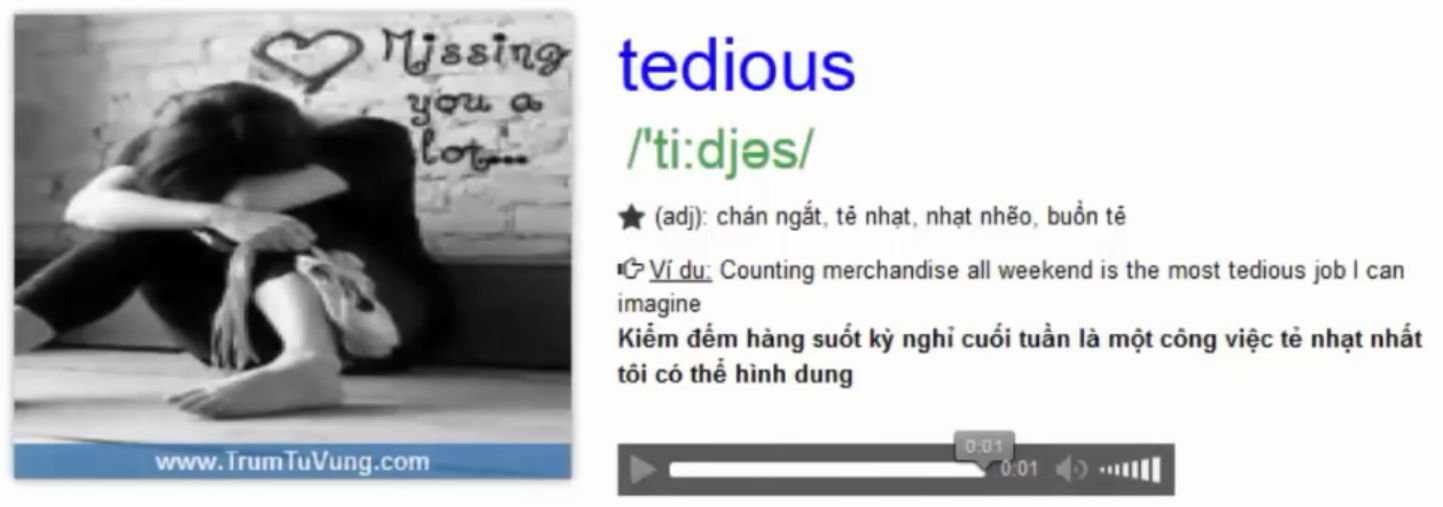 Missing
you a
lot...
www.TrumTuVung.com
tedious
/'ti:djəs/
(adj): chán ngắt, tẻ nhạt, nhạt nhẽo, buồn tẻ
Ví dụ: Counting merchandise all weekend is the most tedious job I can
imagine
Kiểm đếm hàng suốt kỳ nghỉ cuối tuần là một công việc tẻ nhạt nhất
tôi có thể hình dung
0:01
0:01